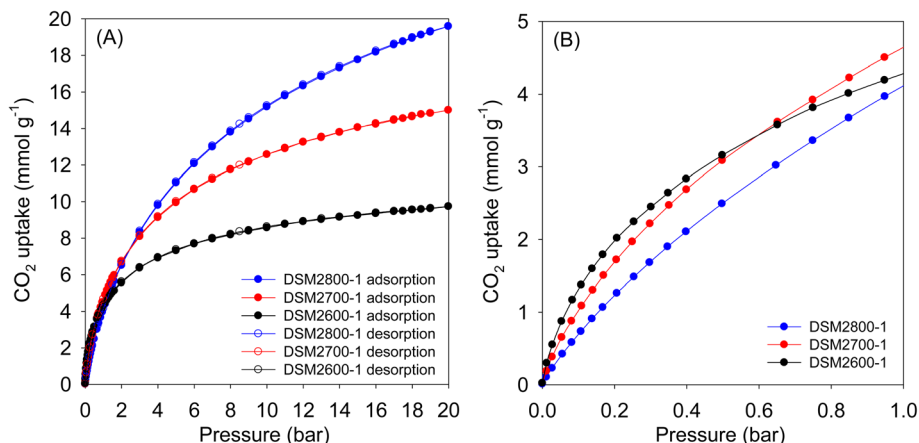 (A)
CO2 uptake (mmol g-1)
20
18
16
14
12
10
8
6
4
2
0
DSM2800-1 adsorption
DSM2700-1 adsorption
DSM2600-1 adsorption
DSM2800-1 desorption
DSM2700-1 desorption
DSM2600-1 desorption
0 2 4 6 8 10 12 14 16 18 20
Pressure (bar)
(B)
CO2 uptake (mmol g-1)
5
4
3
2
1
0
DSM2800-1
DSM2700-1
DSM2600-1
0.0 0.2 0.4 0.6 0.8 1.0
Pressure (bar)